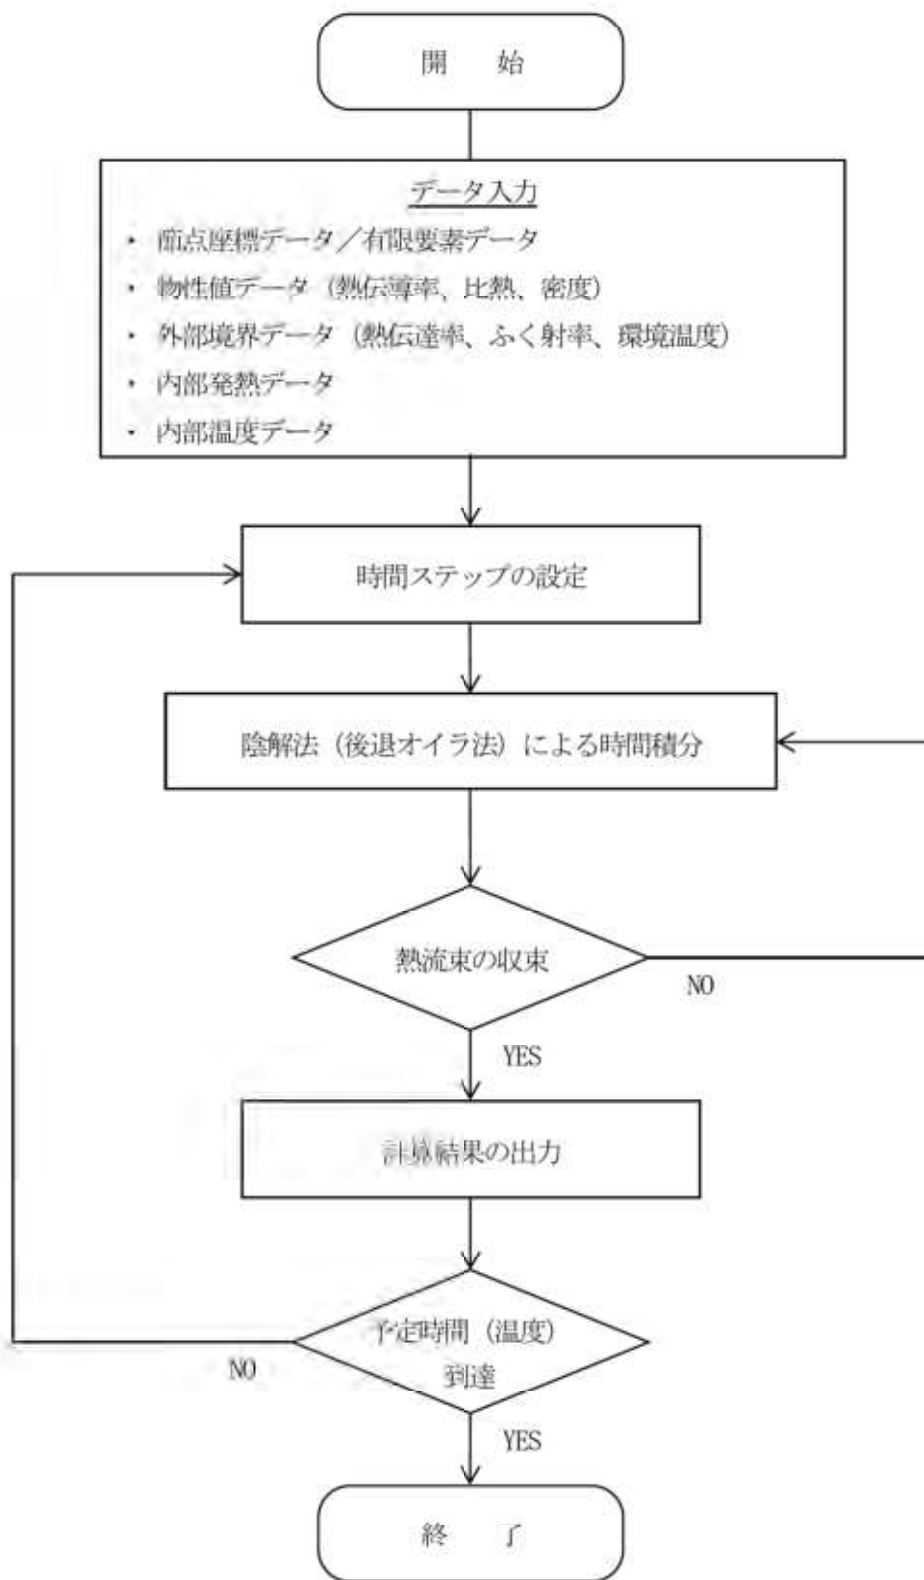 開 始
データ入力
・ 節点座標データ／有限要素データ
・ 物性値データ（熱伝導率、比熱、密度）
・ 外部境界データ（熱伝達率、ふく射率、環境温度）
・ 内部発熱データ
・ 内部温度データ
時間ステップの設定
陰解法（後退オイラ法）による時間積分
熱流束の収束
NO
YES
計算結果の出力
予定時間（温度）
到達
NO
YES
終 了